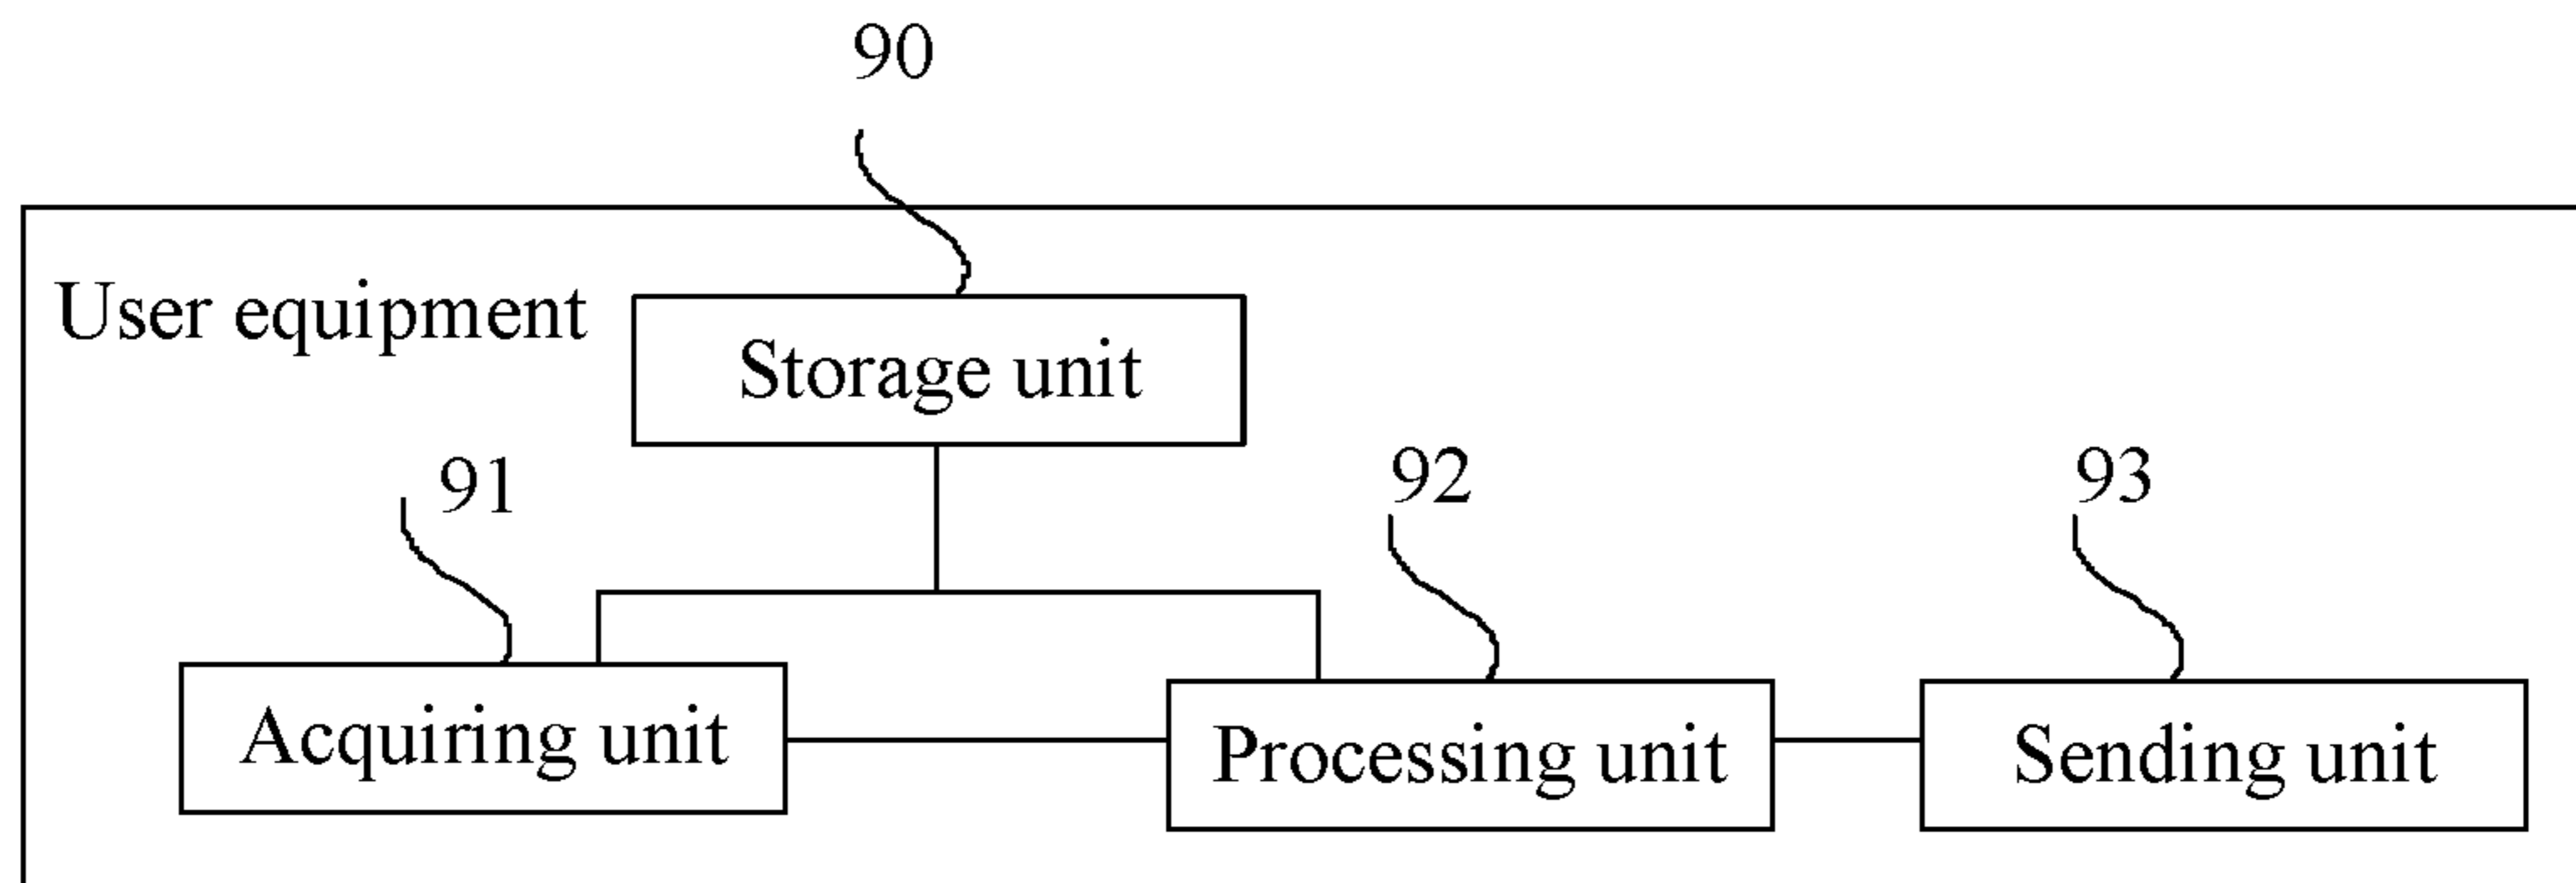 90
User equipment
Storage unit
91
92
93
Acquiring unit
Processing unit
Sending unit